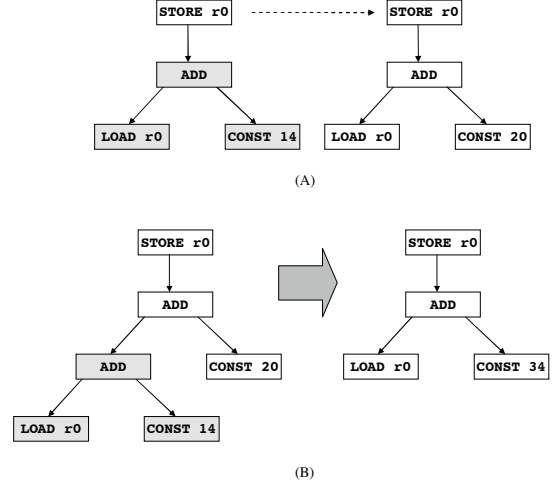 STORE r0 STORE r0
ADD ADD
LOAD r0 CONST 14 LOAD r0 CONST 20
(A)
STORE r0 STORE r0
ADD ADD
ADD CONST 20 LOAD r0 CONST 34
LOAD r0 CONST 14
(B)